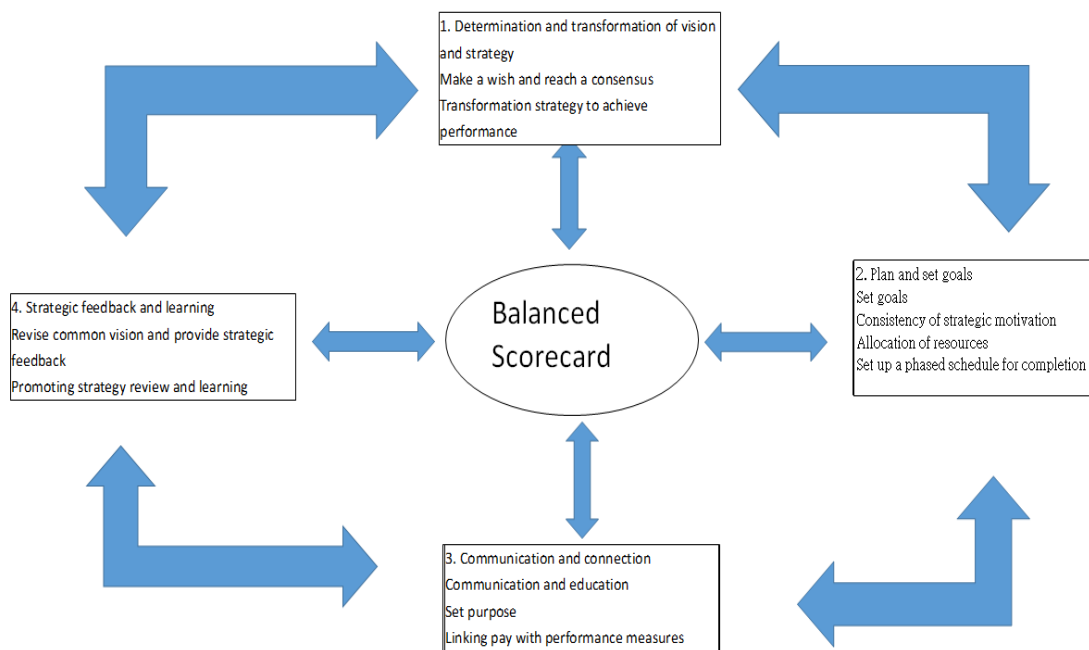 1. Determination and transformation of vision
and strategy
Make a wish and reach a consensus
Transformation strategy to achieve
performance
2. Plan and set goals
Set goals
Consistency of strategic motivation
Allocation of resources
Set up a phased schedule for completion
4. Strategic feedback and learning
Revise common vision and provide strategic
feedback
Promoting strategy review and learning
Balanced
Scorecard
3. Communication and connection
Communication and education
Set purpose
Linking pay with performance measures